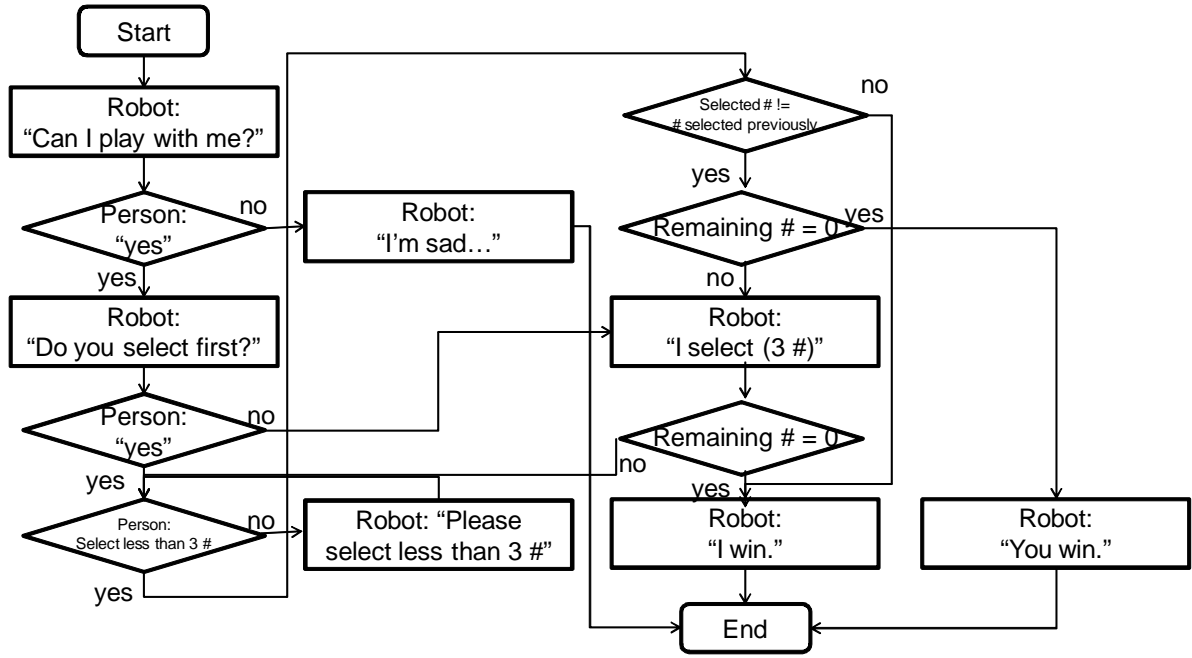 Start
Robot:
“Can I play with me?”
Person:
“yes”
no
yes
Robot:
“I’m sad…”
Robot:
“Do you select first?”
Person:
“yes”
no
yes
Person:
Select less than 3 #
no
yes
Robot: “Please
select less than 3 #”
Selected # !=
# selected previously
no
yes
Remaining # = 0
yes
no
Robot:
“I select (3 #)”
Remaining # = 0
no
yes
Robot:
“I win.”
Robot:
“You win.”
End